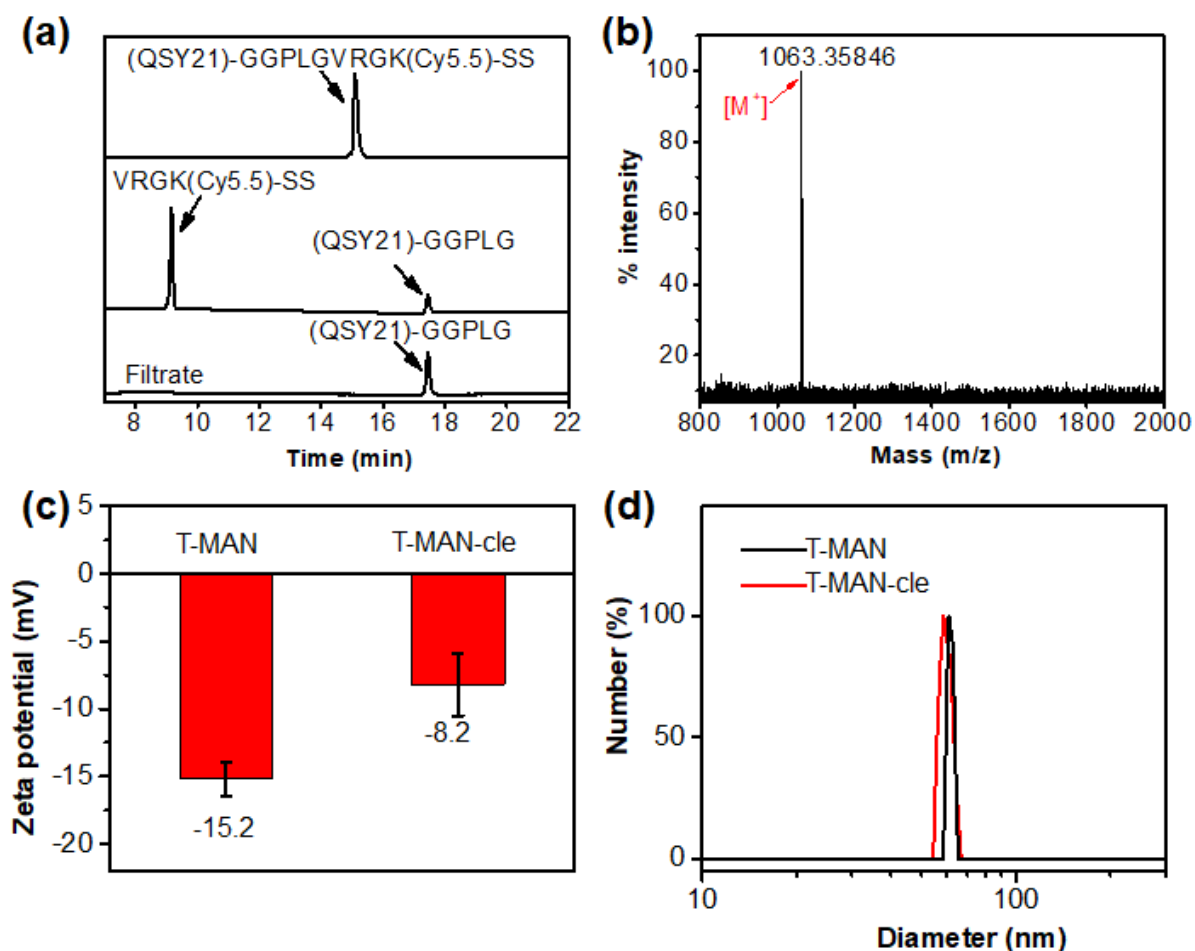 (a)
(QSY21)-GGPLGVRGK(Cy5.5)-SS
VRGK(Cy5.5)-SS
(QSY21)-GGPLG
(QSY21)-GGPLG
Filtrate
8 10 12 14 16 18 20 22
Time (min)
(b)
1063.35846
[M+]
100
80
60
40
20
% intensity
800 1000 1200 1400 1600 1800 2000
Mass (m/z)
(c)
T-MAN T-MAN-cle
5
0
-5
-10
-15
-20
Zeta potential (mV)
-8.2
-15.2
(d)
T-MAN
T-MAN-cle
100
50
0
Number (%)
10 100
Diameter (nm)